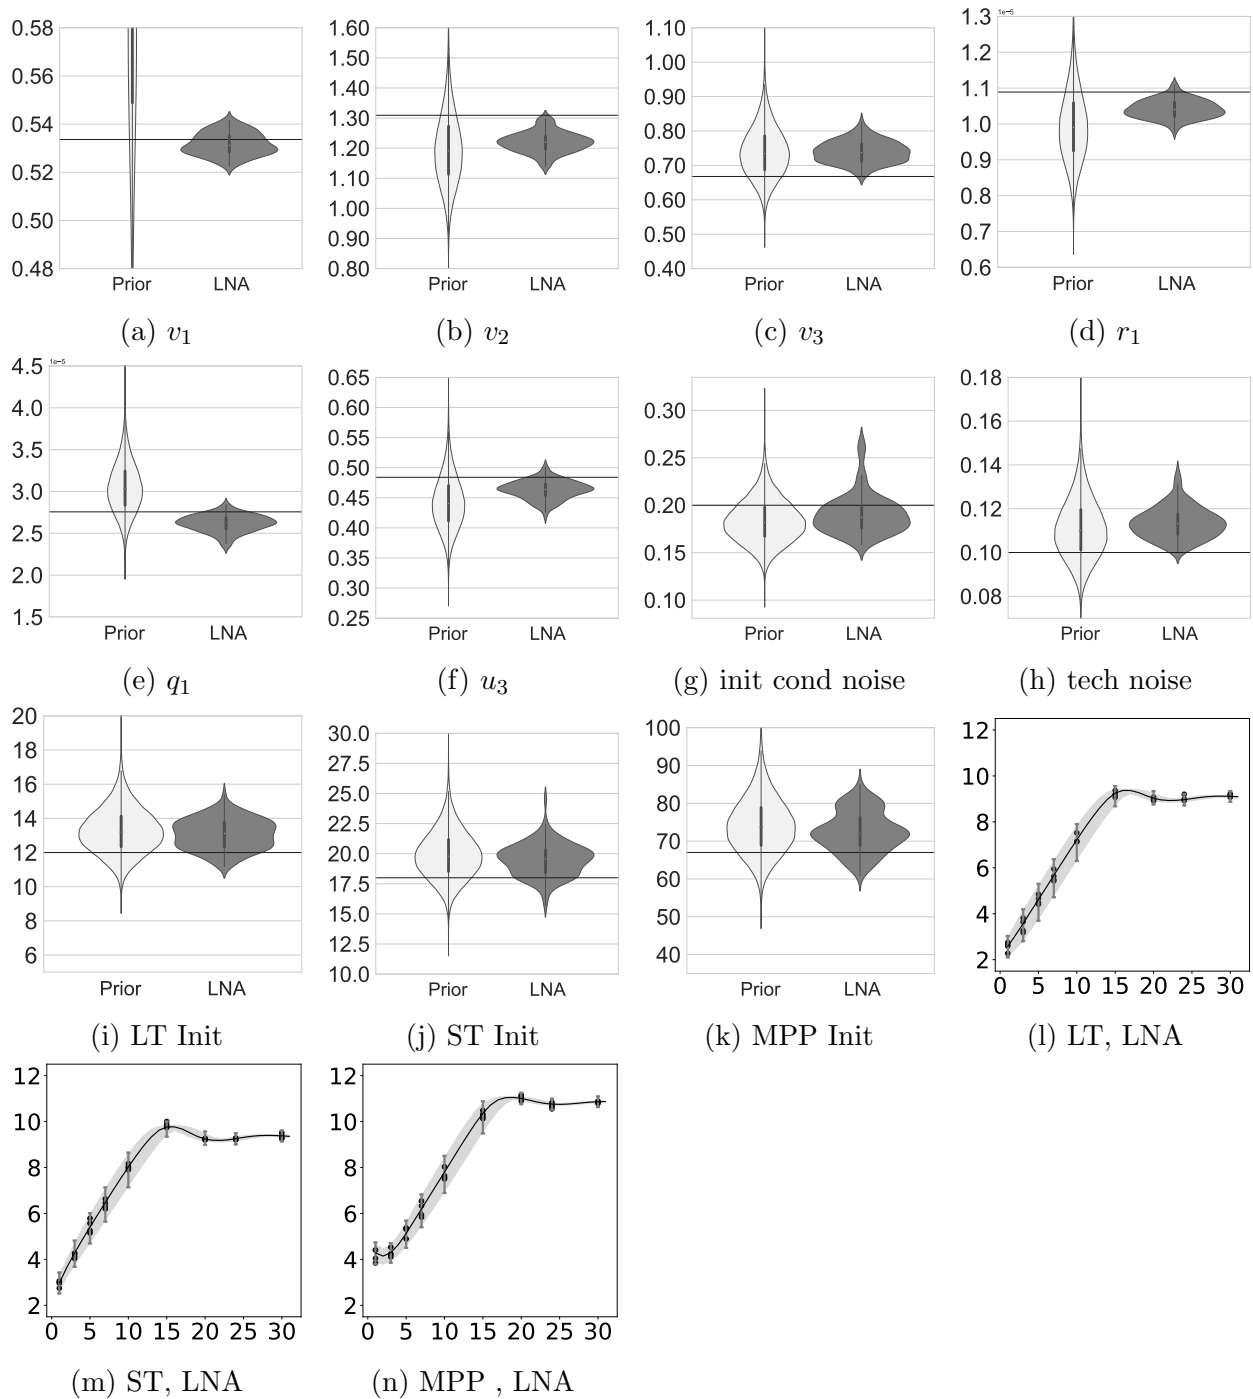 0.58 0.56 0.54 0.52 0.50 0.48
Prior LNA
(a) v1
1.60 1.50 1.40 1.30 1.20 1.10 1.00 0.90 0.80
Prior LNA
(b) v2
1.10 1.00 0.90 0.80 0.70 0.60 0.50 0.40
Prior LNA
(c) v3
1e−5
1.3 1.2 1.1 1.0 0.9 0.8 0.7 0.6
Prior LNA
(d) r1
1e−5
4.5 4.0 3.5 3.0 2.5 2.0 1.5
Prior LNA
(e) q1
0.65 0.60 0.55 0.50 0.45 0.40 0.35 0.30 0.25
Prior LNA
(f) u3
0.30 0.25 0.20 0.15 0.10
Prior LNA
(g) init cond noise
0.18 0.16 0.14 0.12 0.10 0.08
Prior LNA
(h) tech noise
20 18 16 14 12 10 8 6
Prior LNA
(i) LT Init
30.0 27.5 25.0 22.5 20.0 17.5 15.0 12.5 10.0
Prior LNA
(j) ST Init
100 90 80 70 60 50 40
Prior LNA
(k) MPP Init
12 10 8 6 4 2
0 5 10 15 20 25 30
(l) LT, LNA
12 10 8 6 4 2
0 5 10 15 20 25 30
(m) ST, LNA
12 10 8 6 4 2
0 5 10 15 20 25 30
(n) MPP , LNA